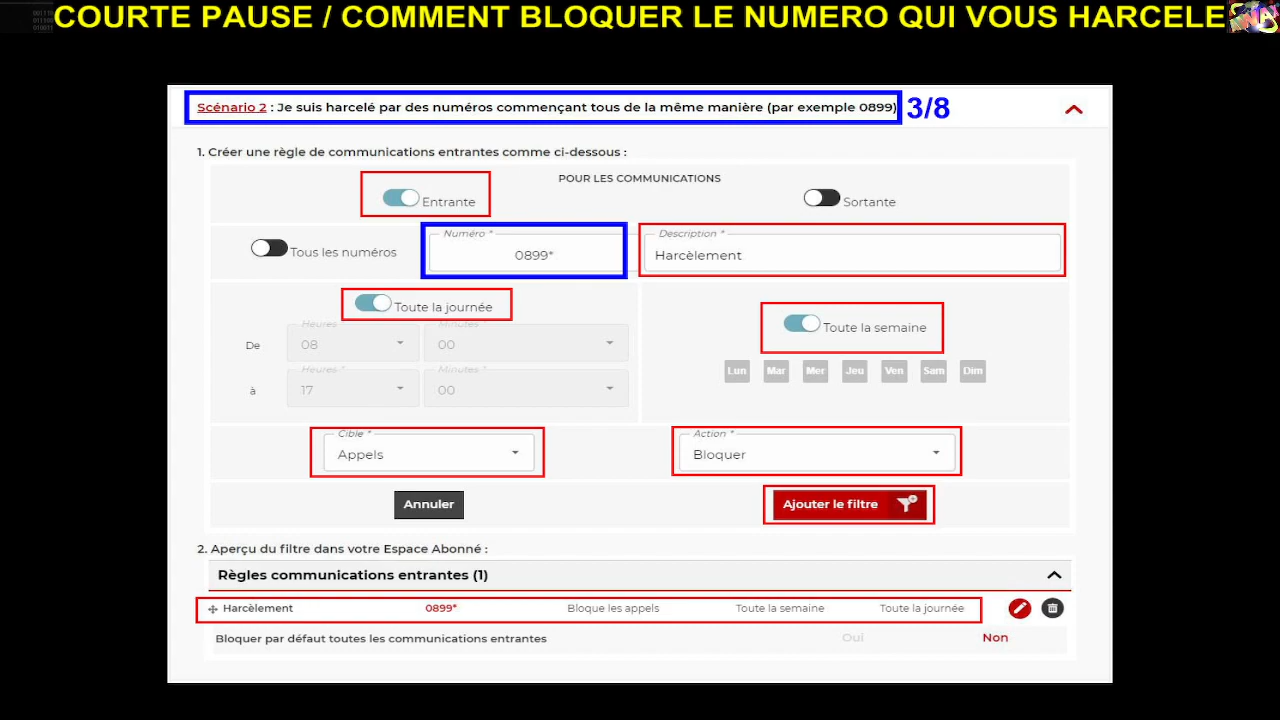 COURTE PAUSE / COMMENT BLOQUER LE NUMERO QUI VOUS HARCELE
Scénario 2 : Je suis harcelé par des numéros commençant tous de la même manière (par exemple 0899) 3/8
1. Créer une règle de communications entrantes comme ci-dessous :
POUR LES COMMUNICATIONS
Entrante Sortante
Numéro * Description *
Tous les numéros 0899* Harcèlement
Toute la journée
Toute la semaine
Heures Minutes *
De 08 00
Heures * Minutes *
à 17 00
Lun Mar Mer Jeu Ven Sam Dim
Cible * Action *
Appels Bloquer
Annuler Ajouter le filtre
2. Aperçu du filtre dans votre Espace Abonné :
Règles communications entrantes (1)
Harcèlement 0899* Bloque les appels Toute la semaine Toute la journée
Bloquer par défaut toutes les communications entrantes Oui Non